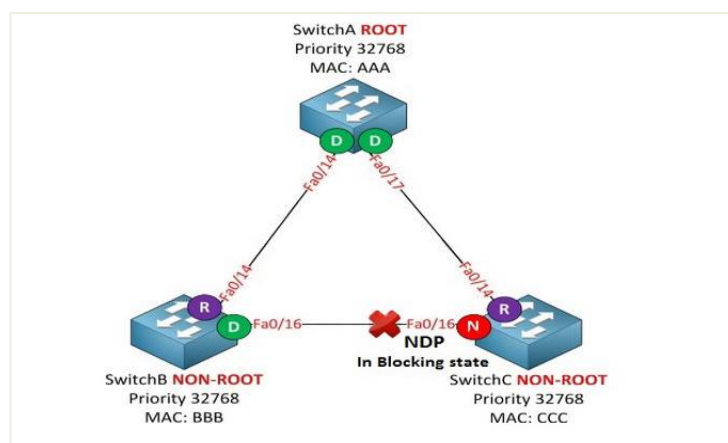 SwitchA ROOT
Priority 32768
MAC: AAA
D D
Fa0/14 Fa0/17
Fa0/14 Fa0/14
R R
D Fa0/16 Fa0/16 N
NDP
In Blocking state
SwitchB NON-ROOT
Priority 32768
MAC: BBB
SwitchC NON-ROOT
Priority 32768
MAC: CCC